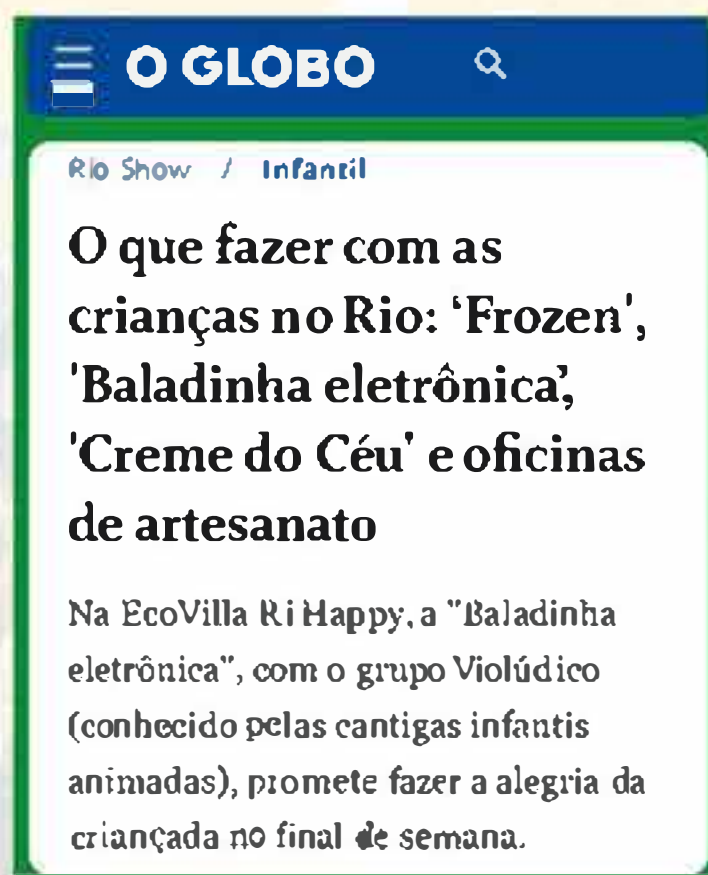 O GLOBO
Rio Show / Infantil
O que fazer com as
crianças no Rio: ‘Frozen',
'Baladinha eletrônica’,
'Creme do Céu' e oficinas
de artesanato
Na EcoVilla Ri Happy, a "Baladinha
eletrônica", com o grupo Violúdico
(conhecido pelas cantigas infantis
animadas), promete fazer a alegria da
criançada no final de semana.